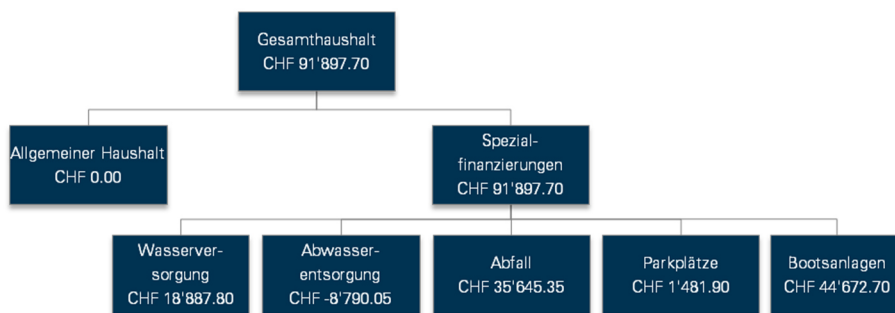 Gesamthaushalt
CHF 91'897.70
Allgemeiner Haushalt
CHF 0.00
Spezial-
finanzierungen
CHF 91'897.70
Wasserver-
sorgung
CHF 18'887.80
Abwasser-
entsorgung
CHF -8'790.05
Abfall
CHF 35'645.35
Parkplätze
CHF 1'481.90
Bootsanlagen
CHF 44'672.70